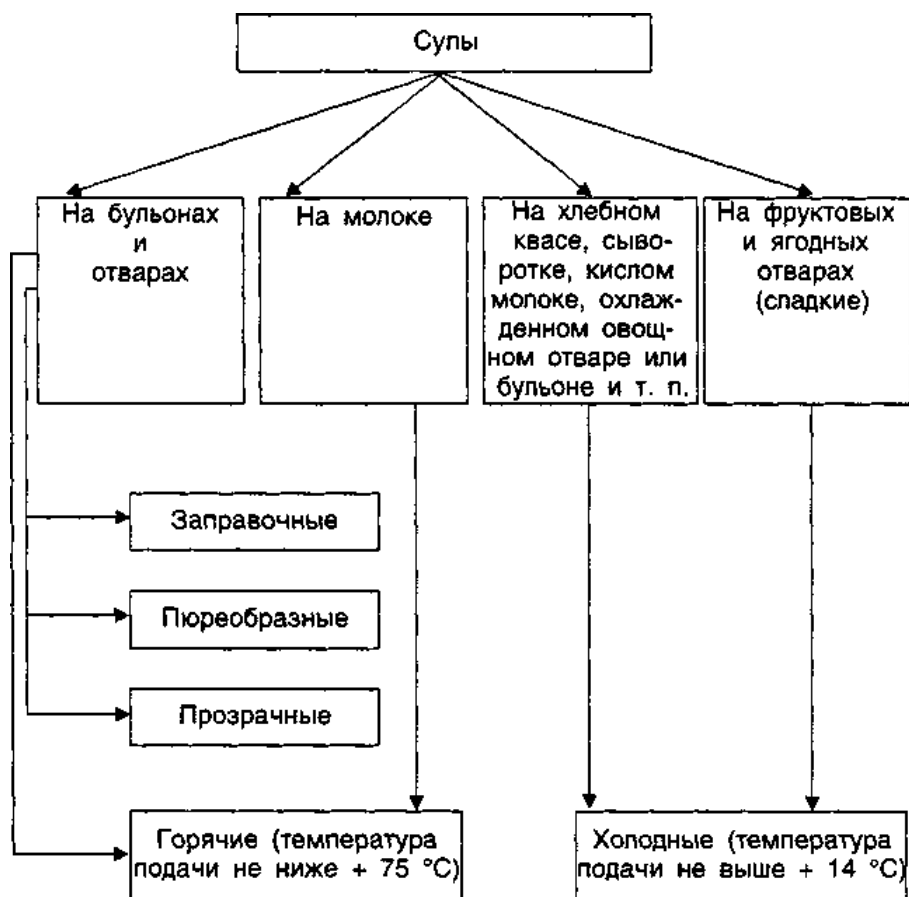 Супы
На бульонах
и
отварах
На молоке
На хлебном
квасе, сыво-
ротке, кислом
молоке, охлаж-
денном овощ-
ном отваре или
бульоне и т. п.
На фруктовых
и ягодных
отварах
(сладкие)
Заправочные
Пюреобразные
Прозрачные
Горячие (температура
подачи не ниже + 75 °С)
Холодные (температура
подачи не выше + 14 °С)